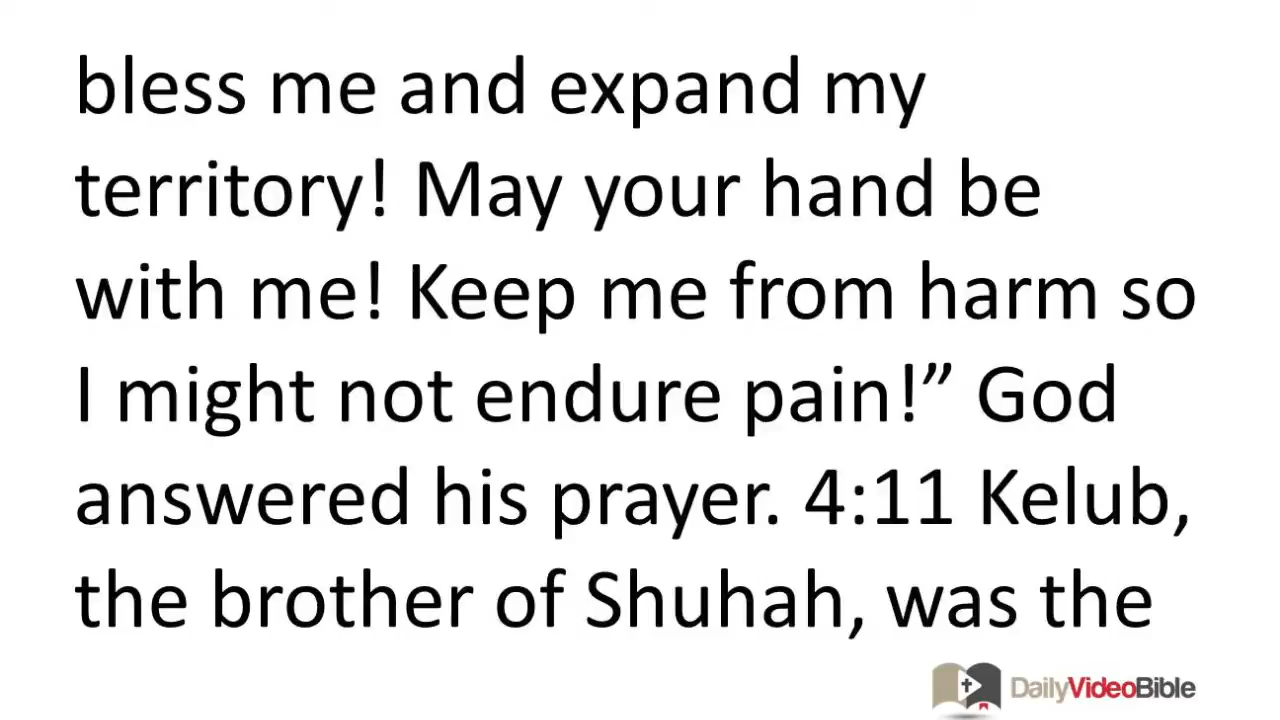 bless me and expand my
territory! May your hand be
with me! Keep me from harm so
I might not endure pain!” God
answered his prayer. 4:11 Kelub,
the brother of Shuhah, was the
DailyVideoBible